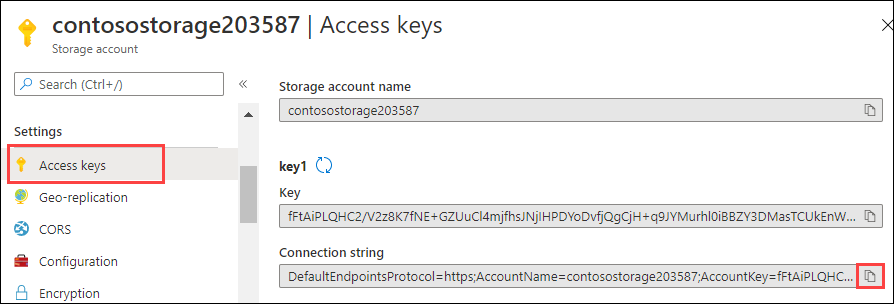 contosostorage203587 | Access keys
Storage account
Search (Ctrl+/)
«
Settings
Access keys
Geo-replication
CORS
Configuration
Encryption
Storage account name
contosostorage203587
key1
Key
fFtAiPLQHC2/V2z8K7fNE+GZUuCl4mjfhsJNjIHPDYoDvfjQgCjH+q9JYMurhl0iBBZY3DMasTCUkEnW...
Connection string
DefaultEndpointsProtocol=https;AccountName=contosostorage203587;AccountKey=fFtAiPLQHC...